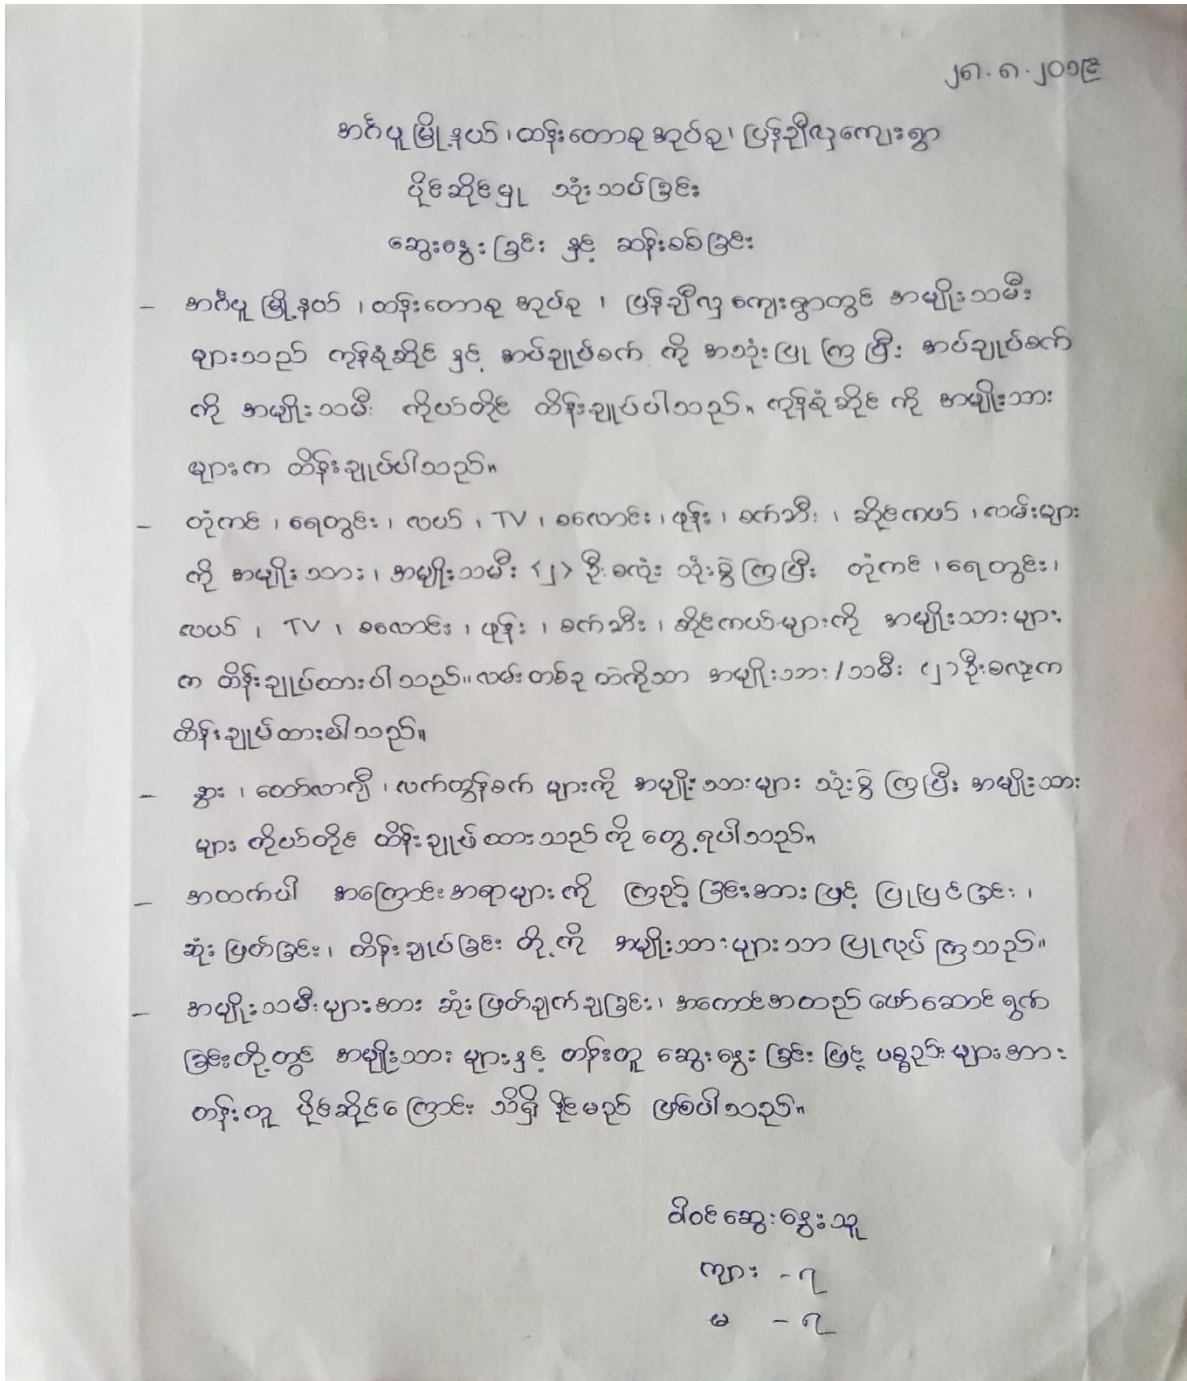 ၂၈.၈.၂၀၁၉
အင်္ဂပူမြို့နယ်၊ ထန်းတောခုအုပ်စု၊ ပြန်ချီလှကျေးရွာ
ပိုင်ဆိုင်မှု သုံးသပ်ခြင်း
ဆွေးနွေးခြင်း နှင့် ဆန်းစစ်ခြင်း
- အင်္ဂပူ မြို့နယ်၊ ထန်းတောခု အုပ်စု၊ ပြန်ချီလှ ကျေးရွာတွင် အမျိုးသမီး
များသည် ကုန်စုံဆိုင် နှင့် အပ်ချုပ်စက် ကို အသုံးပြုကြပြီး အပ်ချုပ်စက်
ကို အမျိုးသမီး ကိုယ်တိုင် ထိန်းချုပ်ပါသည်။ ကုန်စုံဆိုင် ကို အမျိုးသား
များက ထိန်းချုပ်ပါသည်။
- တုံကင်၊ ရေတွင်း၊ လယ်၊ TV၊ စလောင်း၊ ဖုန်း၊ စက်ဘီး၊ ဆိုင်ကယ်၊ လမ်းများ
ကို အမျိုးသား၊ အမျိုးသမီး <၂> ဦးစလုံး သုံးစွဲကြပြီး တုံကင်၊ ရေတွင်း၊
လယ်၊ TV၊ စလောင်း၊ ဖုန်း၊ စက်ဘီး၊ ဆိုင်ကယ်များကို အမျိုးသားများ
က ထိန်းချုပ်ထားပါသည်။ လမ်းတစ်ခုထဲကိုသာ အမျိုးသား/သမီး (၂) ဦးစလုံးက
ထိန်းချုပ်ထားပါသည်။
- နွား၊ ထော်လာဂျီ၊ လက်တွန်စက် များကို အမျိုးသားများ သုံးစွဲကြပြီး အမျိုးသား
များ ကိုယ်တိုင် ထိန်းချုပ်ထားသည်ကို တွေ့ရပါသည်။
- အထက်ပါ အကြောင်းအရာများကို ကြည့်ခြင်းအားဖြင့် ပြုပြင်ခြင်း၊
ဆုံးဖြတ်ခြင်း၊ ထိန်းချုပ်ခြင်း တို့ကို အမျိုးသားများသာ ပြုလုပ်ကြသည်။
- အမျိုးသမီးများအား ဆုံးဖြတ်ချက်ချခြင်း၊ အကောင်အထည်ဖော်ဆောင်ရွက်
ခြင်းတို့တွင် အမျိုးသားများနှင့် တန်းတူ ဆွေးနွေးခြင်းဖြင့် ပစ္စည်းများအား
တန်းတူ ပိုင်ဆိုင်ကြောင်း သိရှိနိုင်မည် ဖြစ်ပါသည်။
ပါဝင်ဆွေးနွေးသူ
ကျား -၇
မ -၇